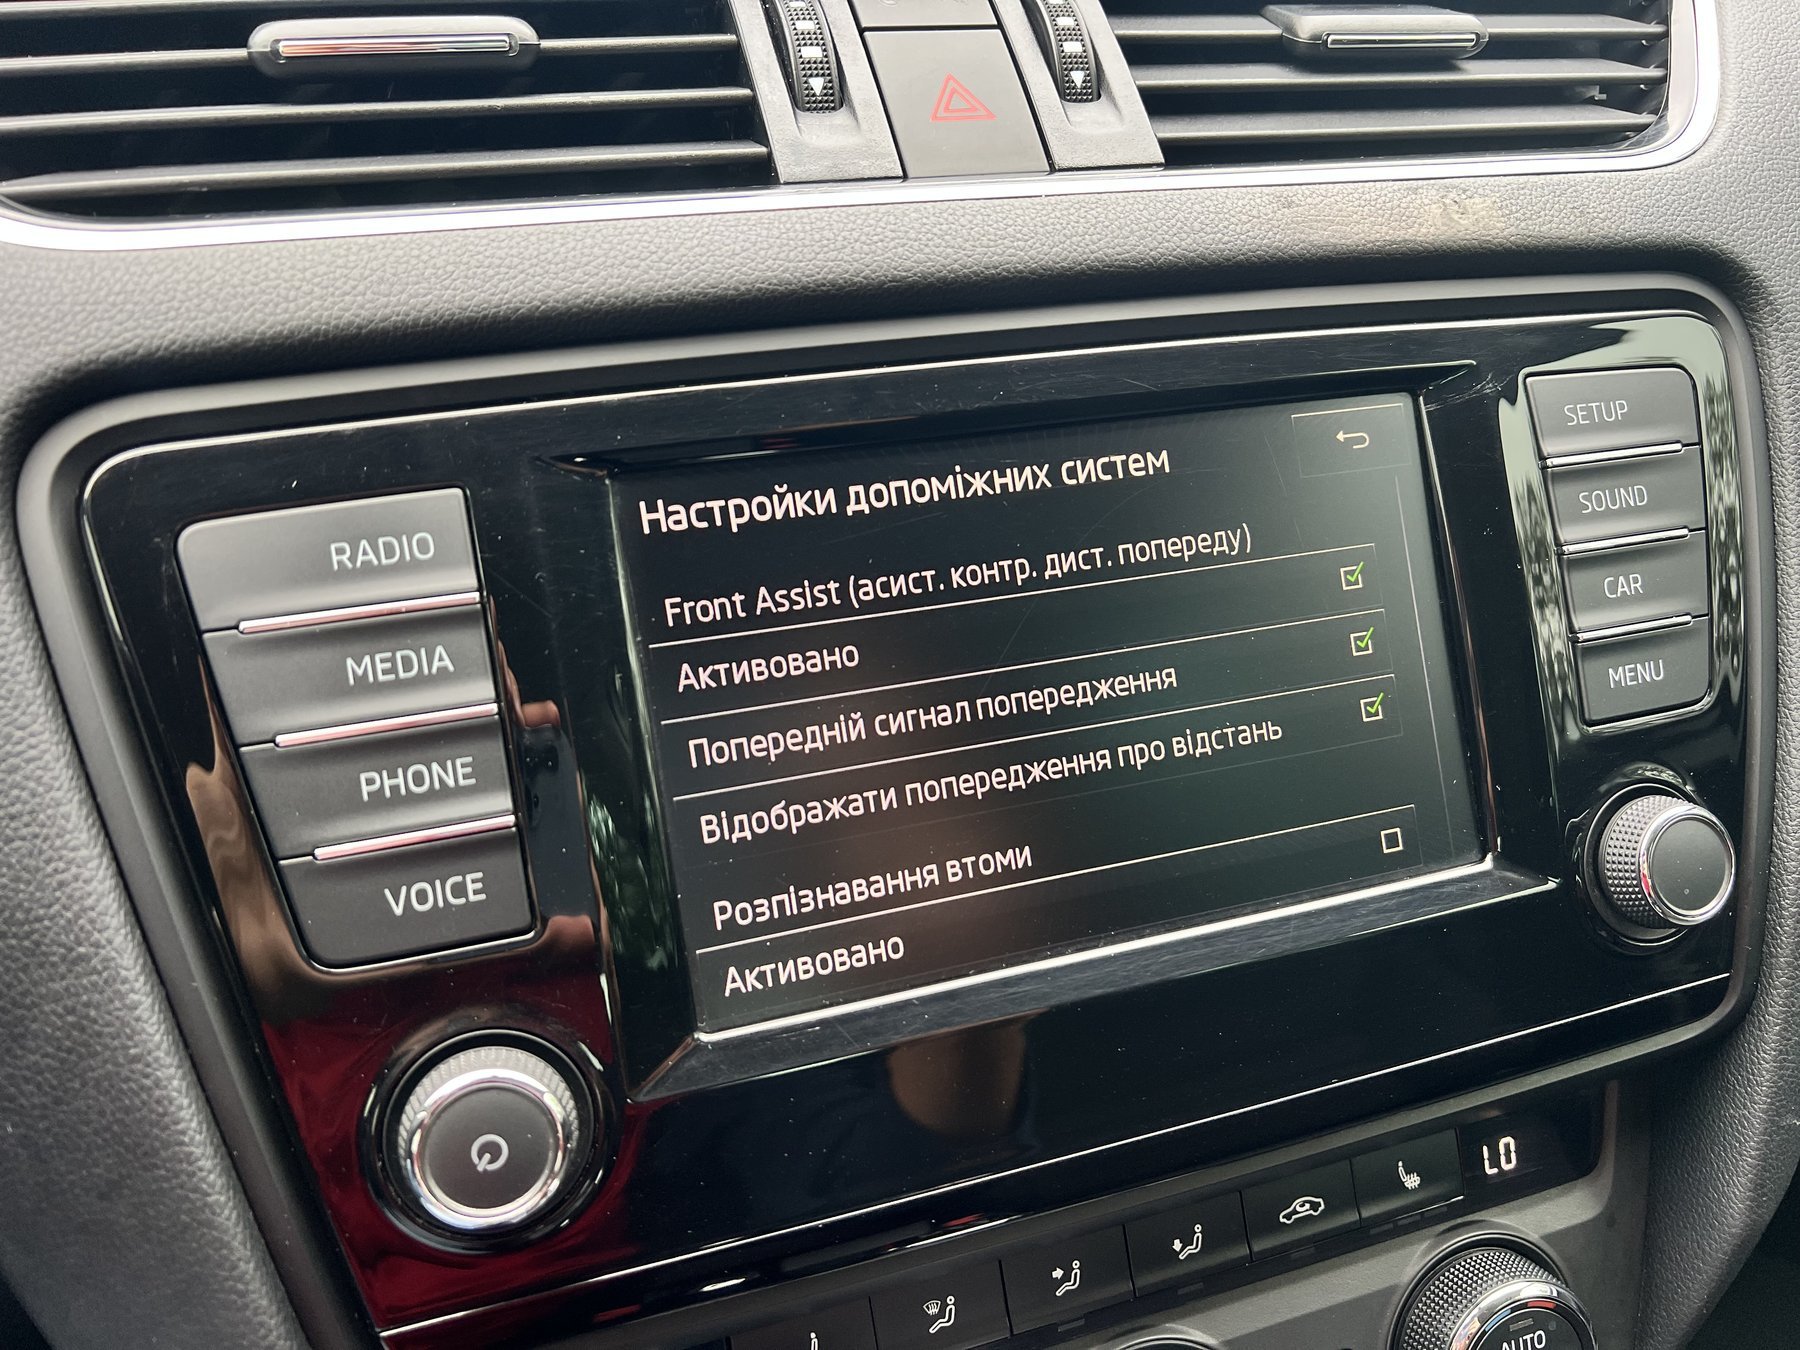 RADIO
MEDIA
PHONE
VOICE
Настройки допоміжних систем
Front Assist (асист. контр. дист. попереду)
Активовано
Попередній сигнал попередження
Відображати попередження про відстань
Розпізнавання втоми
Активовано
SETUP
SOUND
CAR
MENU
LO
AUTO